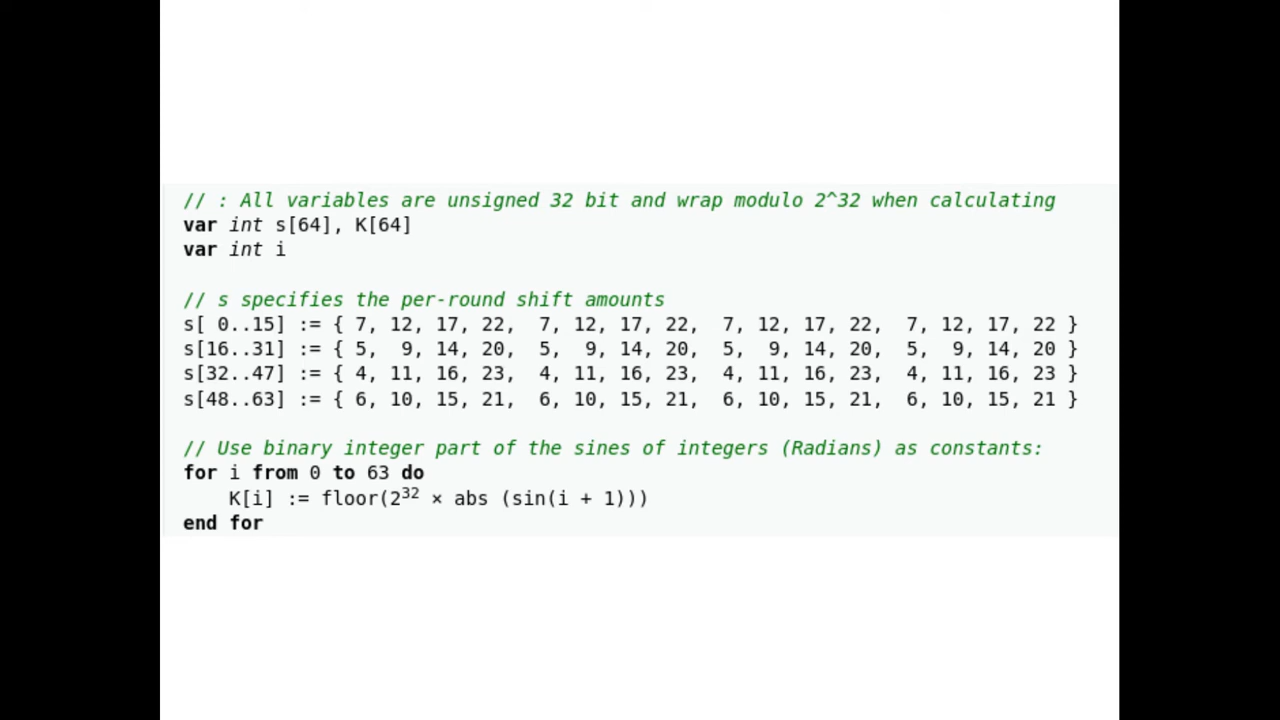 // : All variables are unsigned 32 bit and wrap modulo 2^32 when calculating
var int s[64], K[64]
var int i
// s specifies the per-round shift amounts
s[ 0..15] := { 7, 12, 17, 22,  7, 12, 17, 22,  7, 12, 17, 22,  7, 12, 17, 22 }
s[16..31] := { 5,  9, 14, 20,  5,  9, 14, 20,  5,  9, 14, 20,  5,  9, 14, 20 }
s[32..47] := { 4, 11, 16, 23,  4, 11, 16, 23,  4, 11, 16, 23,  4, 11, 16, 23 }
s[48..63] := { 6, 10, 15, 21,  6, 10, 15, 21,  6, 10, 15, 21,  6, 10, 15, 21 }
// Use binary integer part of the sines of integers (Radians) as constants:
for i from 0 to 63 do
    K[i] := floor(2³² × abs (sin(i + 1)))
end for